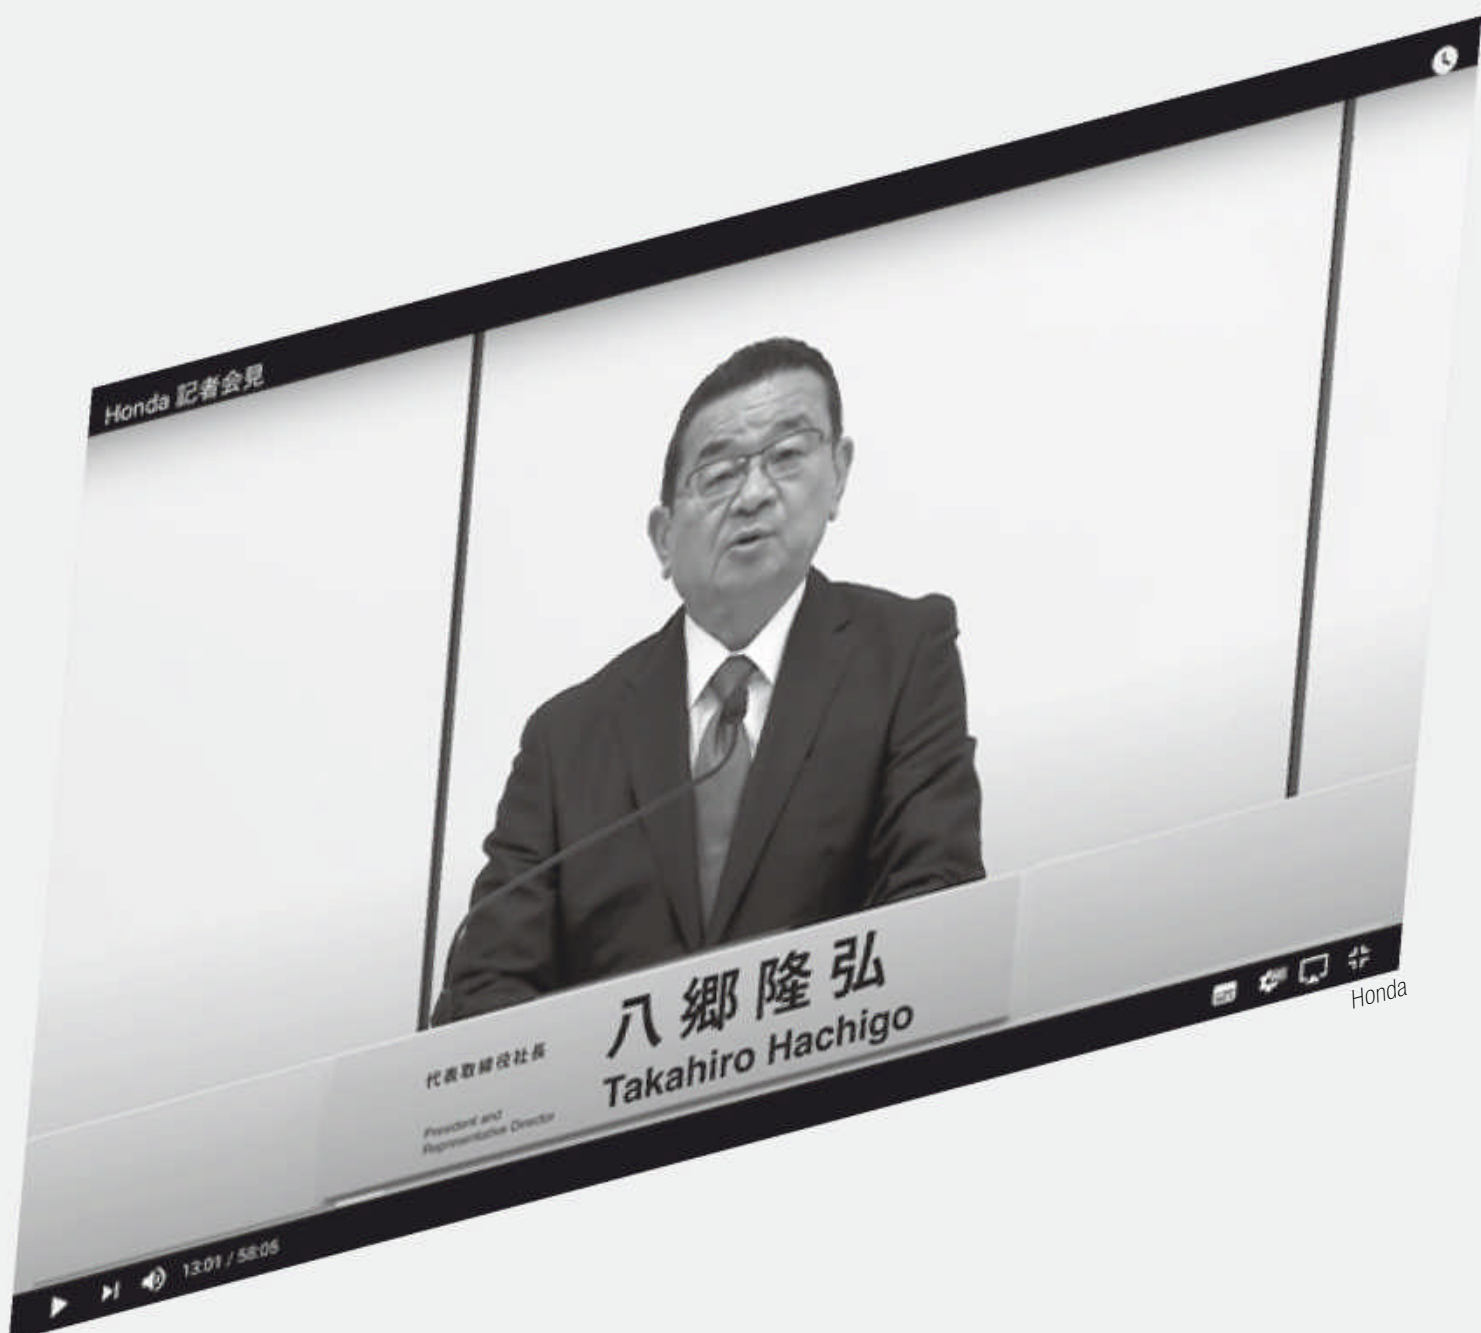 Honda 記者会見
代表取締役社長
President and
Representative Director
八郷隆弘
Takahiro Hachigo
13:01 / 58:05
Honda